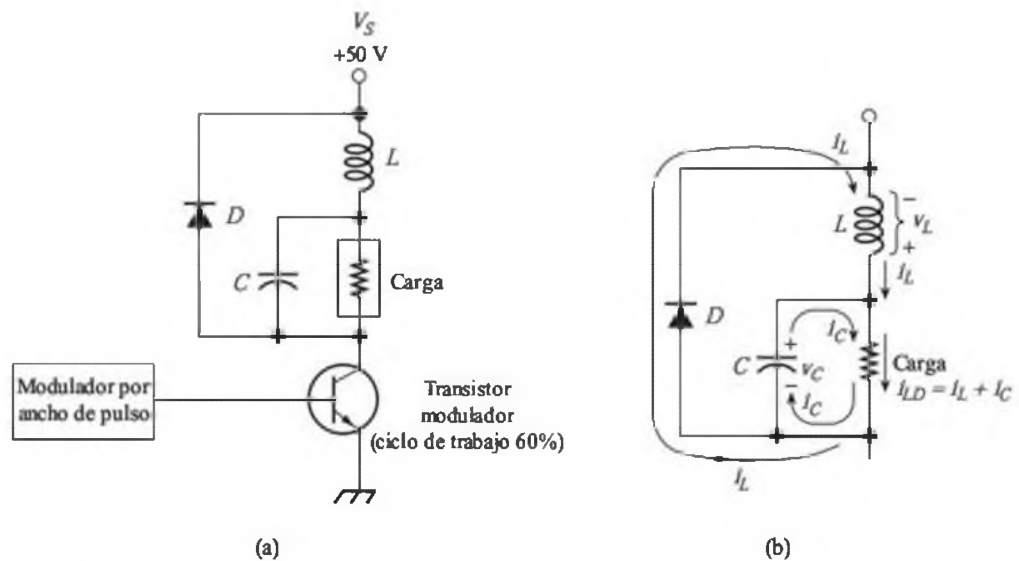 V_S
+50 V
L
D
C
Carga
Modulador por
ancho de pulso
Transistor
modulador
(ciclo de trabajo 60%)
(a)
i_L
L
− v_L +
i_L
D
C
+ v_C −
i_C
i_C
Carga
i_LD = i_L + i_C
i_L
(b)